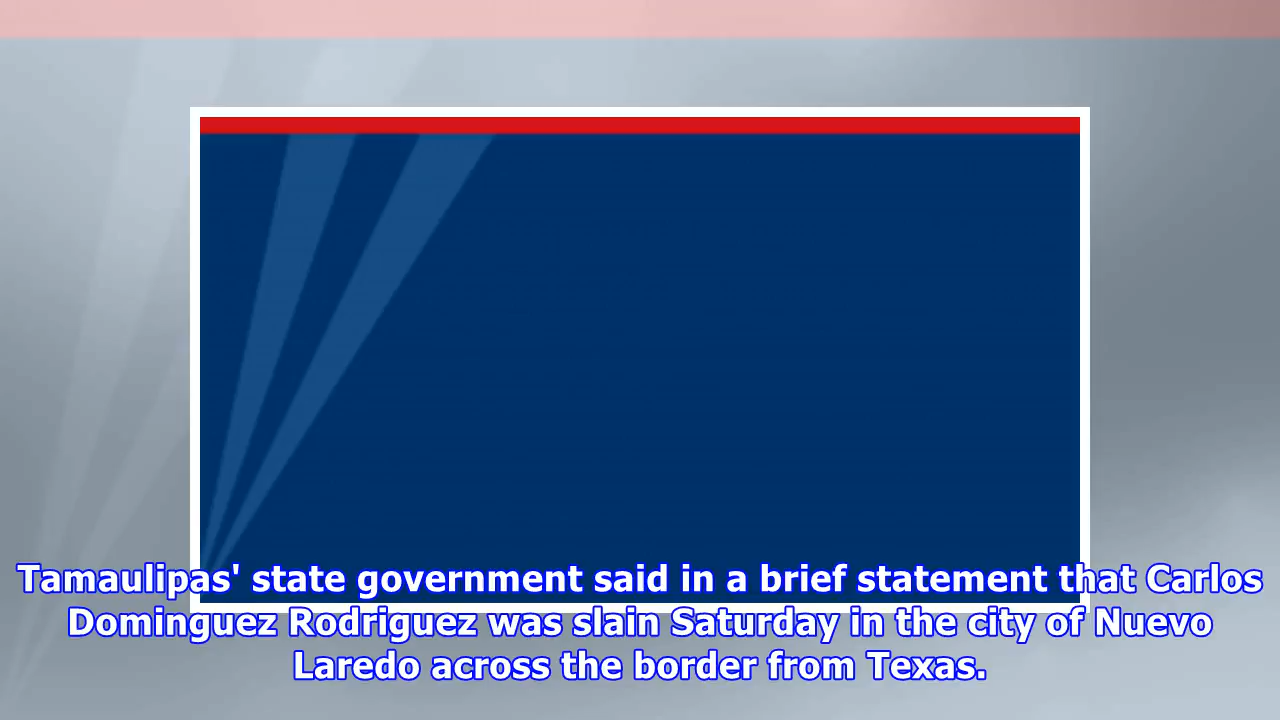 Tamaulipas' state government said in a brief statement that Carlos
Dominguez Rodriguez was slain Saturday in the city of Nuevo
Laredo across the border from Texas.